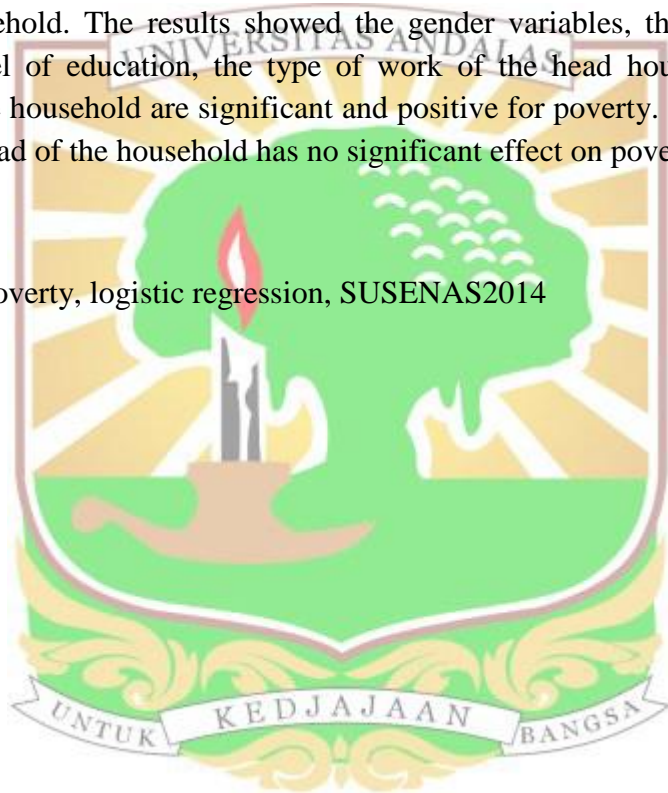 ehold. The results showed the gender variables, th
UNIVERSITAS ANDALAS
el of education, the type of work of the head hou
household are significant and positive for poverty.
ad of the household has no significant effect on pove
overty, logistic regression, SUSENAS2014
UNTUK KEDJAJAAN BANGSA